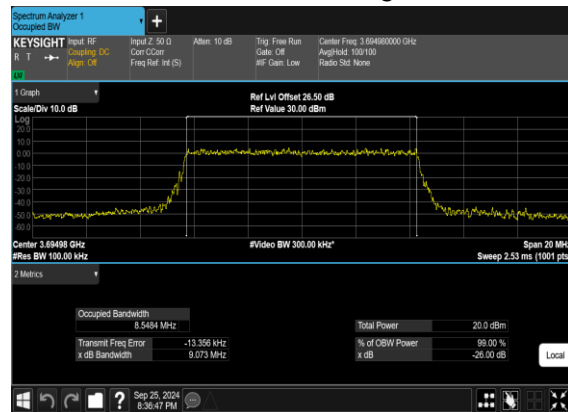 Spectrum Analyzer 1
Occupied BW
KEYSIGHT Input: RF Input Z: 50 Ω Atten: 10 dB Trig: Free Run Center Freq: 3.694980000 GHz
R T Coupling: DC Corr CCorr Gate: Off Avg|Hold: 100/100
Align: Off Freq Ref: Int (S) #IF Gain: Low Radio Std: None
1 Graph
Ref Lvl Offset 26.50 dB
Scale/Div 10.0 dB Ref Value 30.00 dBm
Log
20.0
10.0
0.00
-10.0
-20.0
-30.0
-40.0
-50.0
-60.0
Center 3.69498 GHz #Video BW 300.00 kHz* Span 20 MHz
#Res BW 100.00 kHz Sweep 2.53 ms (1001 pts
2 Metrics
Occupied Bandwidth
8.5484 MHz Total Power 20.0 dBm
Transmit Freq Error -13.356 kHz % of OBW Power 99.00 %
x dB Bandwidth 9.073 MHz x dB -26.00 dB
Local
? Sep 25, 2024
8:36:47 PM